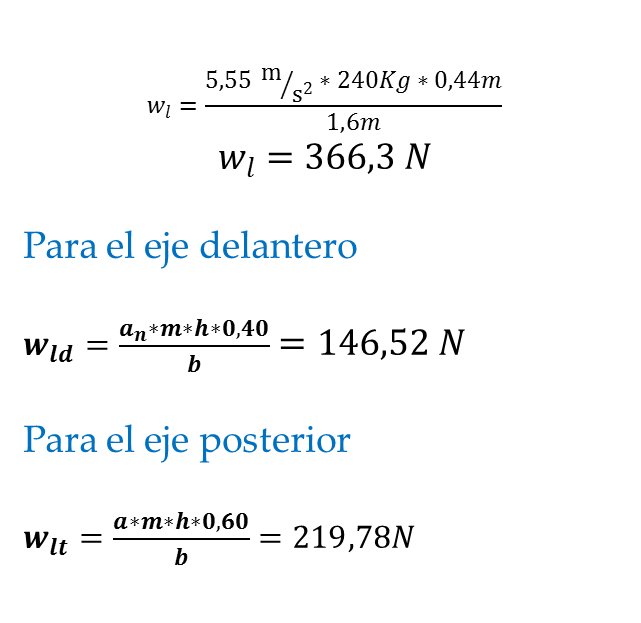 w_l = (5,55 m/s² * 240Kg * 0,44m) / 1,6m
w_l = 366,3 N
Para el eje delantero
w_ld = (a_n*m*h*0,40) / b = 146,52 N
Para el eje posterior
w_lt = (a*m*h*0,60) / b = 219,78N